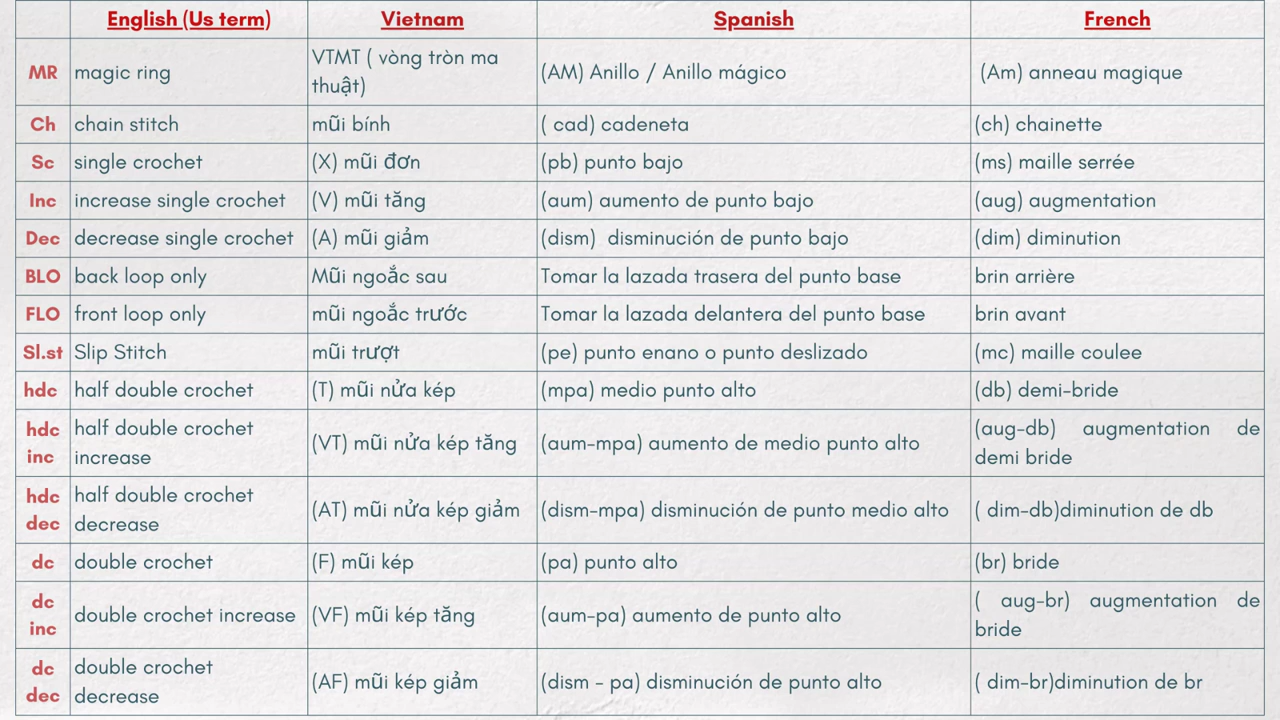 English (Us term) Vietnam Spanish French
MR magic ring VTMT ( vòng tròn ma thuật) (AM) Anillo / Anillo mágico (Am) anneau magique
Ch chain stitch mũi bính ( cad) cadeneta (ch) chainette
Sc single crochet (X) mũi đơn (pb) punto bajo (ms) maille serrée
Inc increase single crochet (V) mũi tăng (aum) aumento de punto bajo (aug) augmentation
Dec decrease single crochet (A) mũi giảm (dism) disminución de punto bajo (dim) diminution
BLO back loop only Mũi ngoắc sau Tomar la lazada trasera del punto base brin arrière
FLO front loop only mũi ngoắc trước Tomar la lazada delantera del punto base brin avant
Sl.st Slip Stitch mũi trượt (pe) punto enano o punto deslizado (mc) maille coulee
hdc half double crochet (T) mũi nửa kép (mpa) medio punto alto (db) demi-bride
hdc inc half double crochet increase (VT) mũi nửa kép tăng (aum-mpa) aumento de medio punto alto (aug-db) augmentation de demi bride
hdc dec half double crochet decrease (AT) mũi nửa kép giảm (dism-mpa) disminución de punto medio alto ( dim-db)diminution de db
dc double crochet (F) mũi kép (pa) punto alto (br) bride
dc inc double crochet increase (VF) mũi kép tăng (aum-pa) aumento de punto alto ( aug-br) augmentation de bride
dc dec double crochet decrease (AF) mũi kép giảm (dism - pa) disminución de punto alto ( dim-br)diminution de br